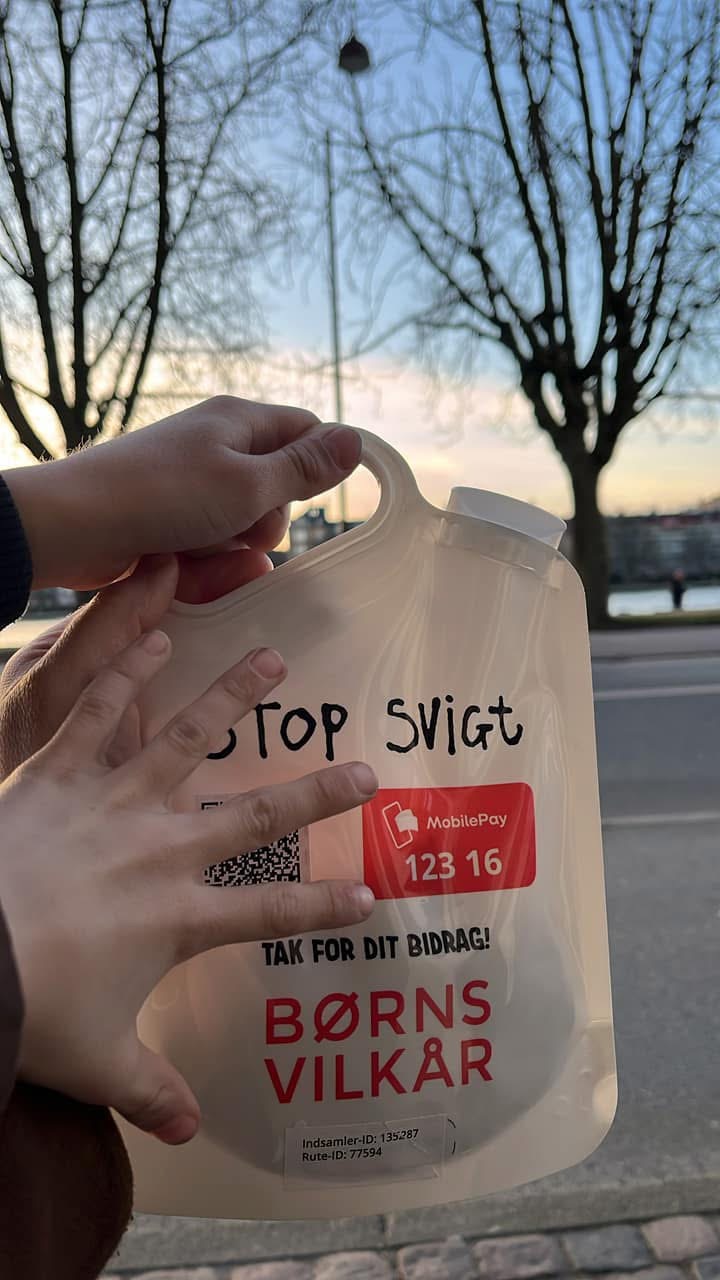 STOP SVIGT
MobilePay
123 16
TAK FOR DIT BIDRAG!
BØRNS
VILKÅR
Indsamler-ID: 135287
Rute-ID: 77594